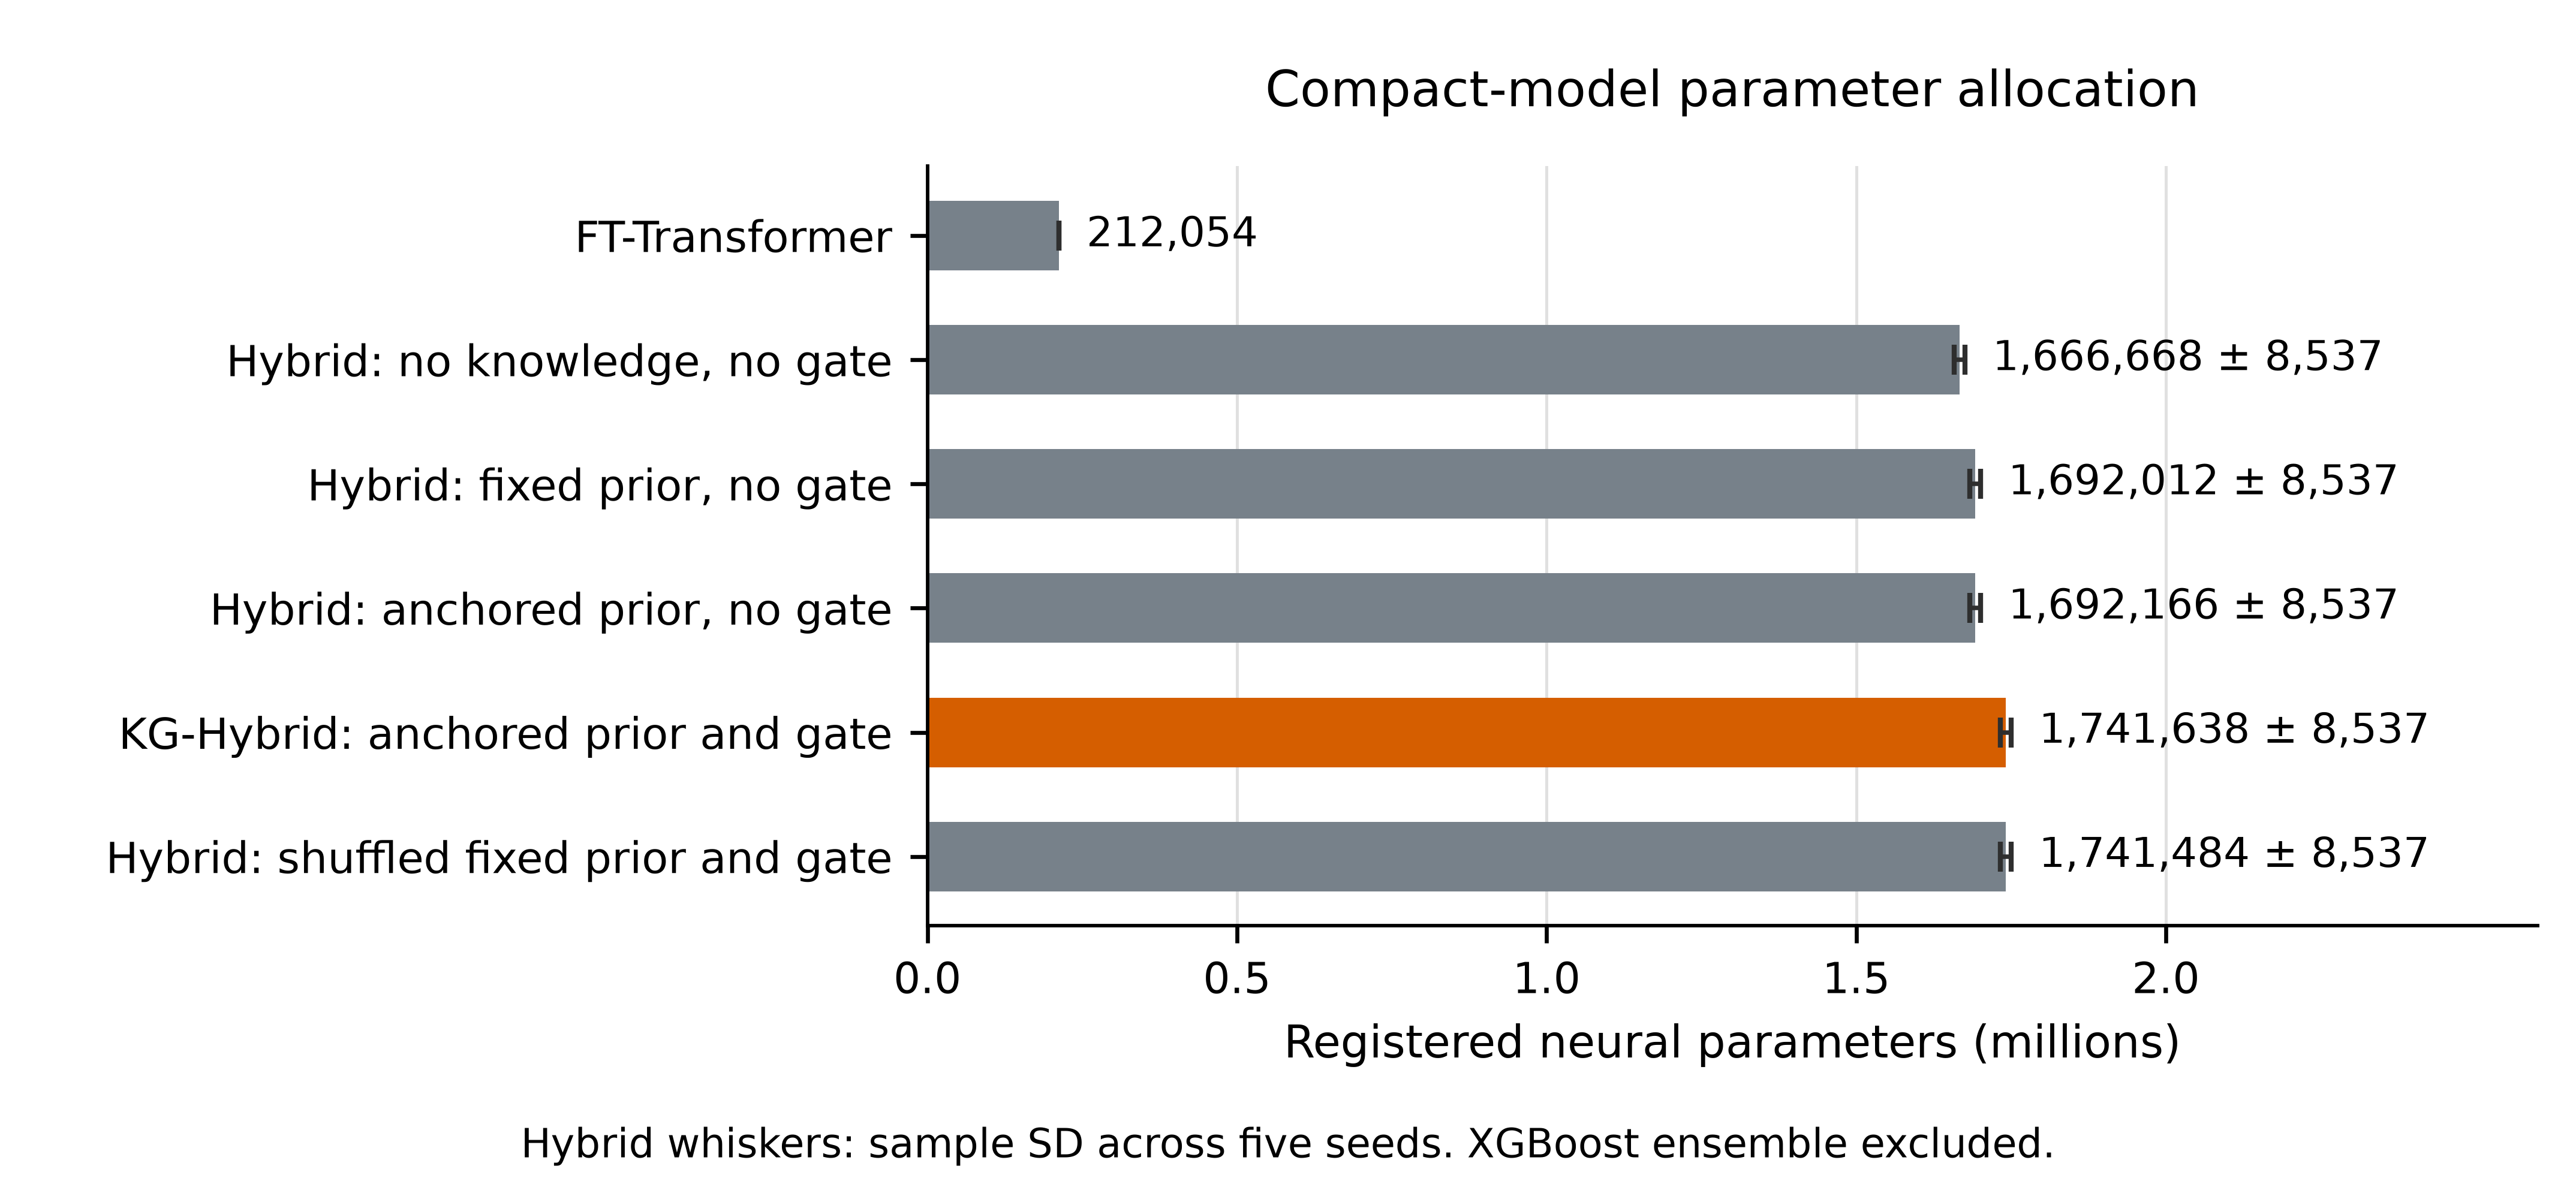 Compact-model parameter allocation
FT-Transformer 212,054
Hybrid: no knowledge, no gate 1,666,668 ± 8,537
Hybrid: fixed prior, no gate 1,692,012 ± 8,537
Hybrid: anchored prior, no gate 1,692,166 ± 8,537
KG-Hybrid: anchored prior and gate 1,741,638 ± 8,537
Hybrid: shuffled fixed prior and gate 1,741,484 ± 8,537
0.0 0.5 1.0 1.5 2.0
Registered neural parameters (millions)
Hybrid whiskers: sample SD across five seeds. XGBoost ensemble excluded.